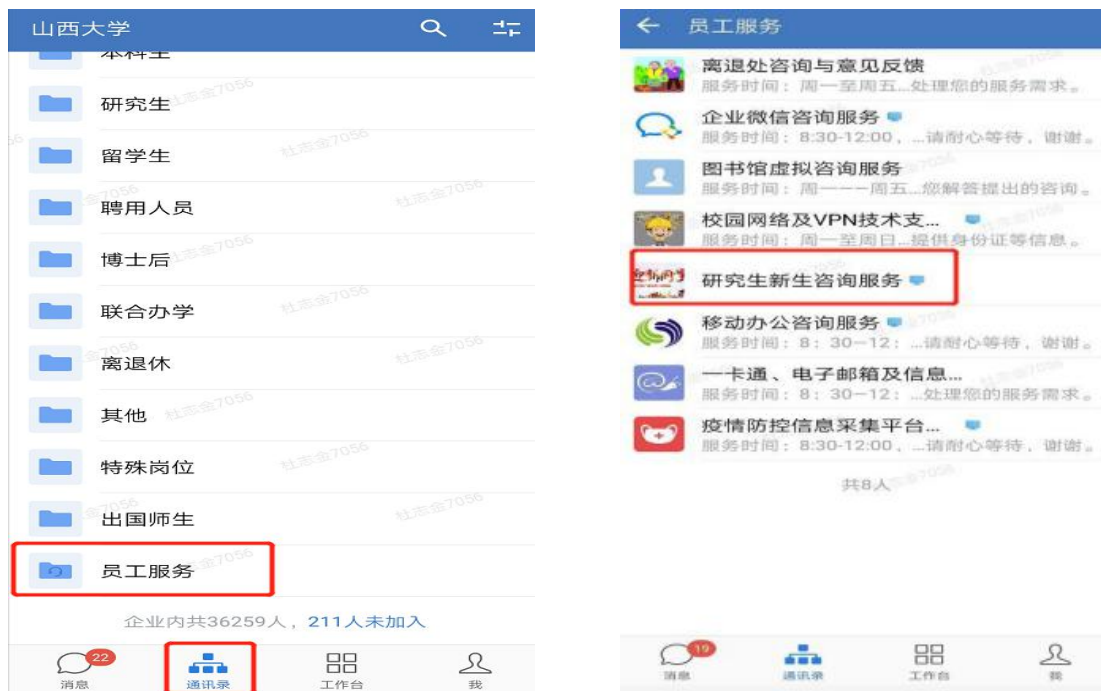 山西大学
本科生
研究生
留学生
聘用人员
博士后
联合办学
离退休
其他
特殊岗位
出国师生
员工服务
企业内共36259人，211人未加入
22
消息
通讯录
工作台
我
杜志金7056
员工服务
离退处咨询与意见反馈
服务时间：周一至周五...处理您的服务需求。
企业微信咨询服务
服务时间：8:30-12:00，...请耐心等待，谢谢。
图书馆虚拟咨询服务
服务时间：周一——周五...您解答提出的咨询。
校园网络及VPN技术支...
服务时间：周一至周日...提供身份证等信息。
研究生新生咨询服务
移动办公咨询服务
服务时间：8：30—12：...请耐心等待，谢谢。
一卡通、电子邮箱及信息...
服务时间：8：30—12：...处理您的服务需求。
疫情防控信息采集平台...
服务时间：8:30-12:00，...请耐心等待，谢谢。
共8人
19
消息
通讯录
工作台
我